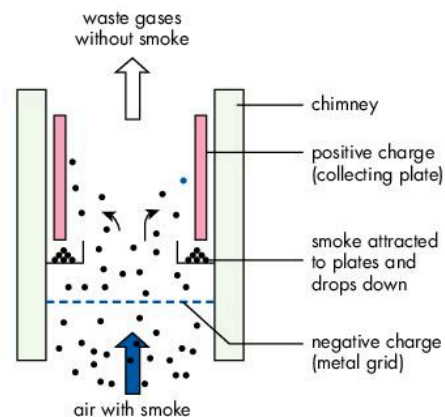 waste gases
without smoke
chimney
positive charge
(collecting plate)
smoke attracted
to plates and
drops down
negative charge
(metal grid)
air with smoke